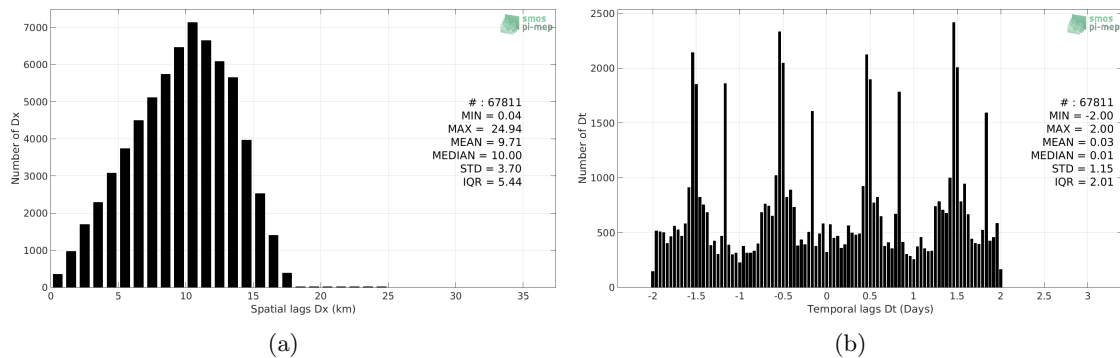 7000
6000
5000
4000
3000
2000
1000
0
Number of Dx
smos
pi-mep
# : 67811
MIN = 0.04
MAX = 24.94
MEAN = 9.71
MEDIAN = 10.00
STD = 3.70
IQR = 5.44
0 5 10 15 20 25 30 35
Spatial lags Dx (km)
(a)
2500
2000
1500
1000
500
0
Number of Dt
smos
pi-mep
# : 67811
MIN = -2.00
MAX = 2.00
MEAN = 0.03
MEDIAN = 0.01
STD = 1.15
IQR = 2.01
-2 -1.5 -1 -0.5 0 0.5 1 1.5 2 2.5 3
Temporal lags Dt (Days)
(b)